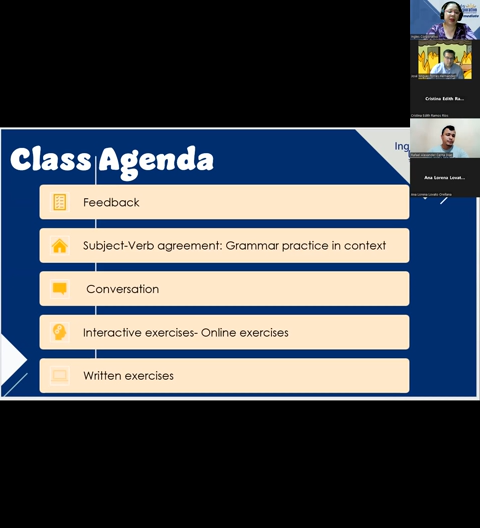 Class Agenda
Ing
Feedback
Subject-Verb agreement: Grammar practice in context
Conversation
Interactive exercises- Online exercises
Written exercises
Cristina Edith Ra...
Ana Lorena Lovat...